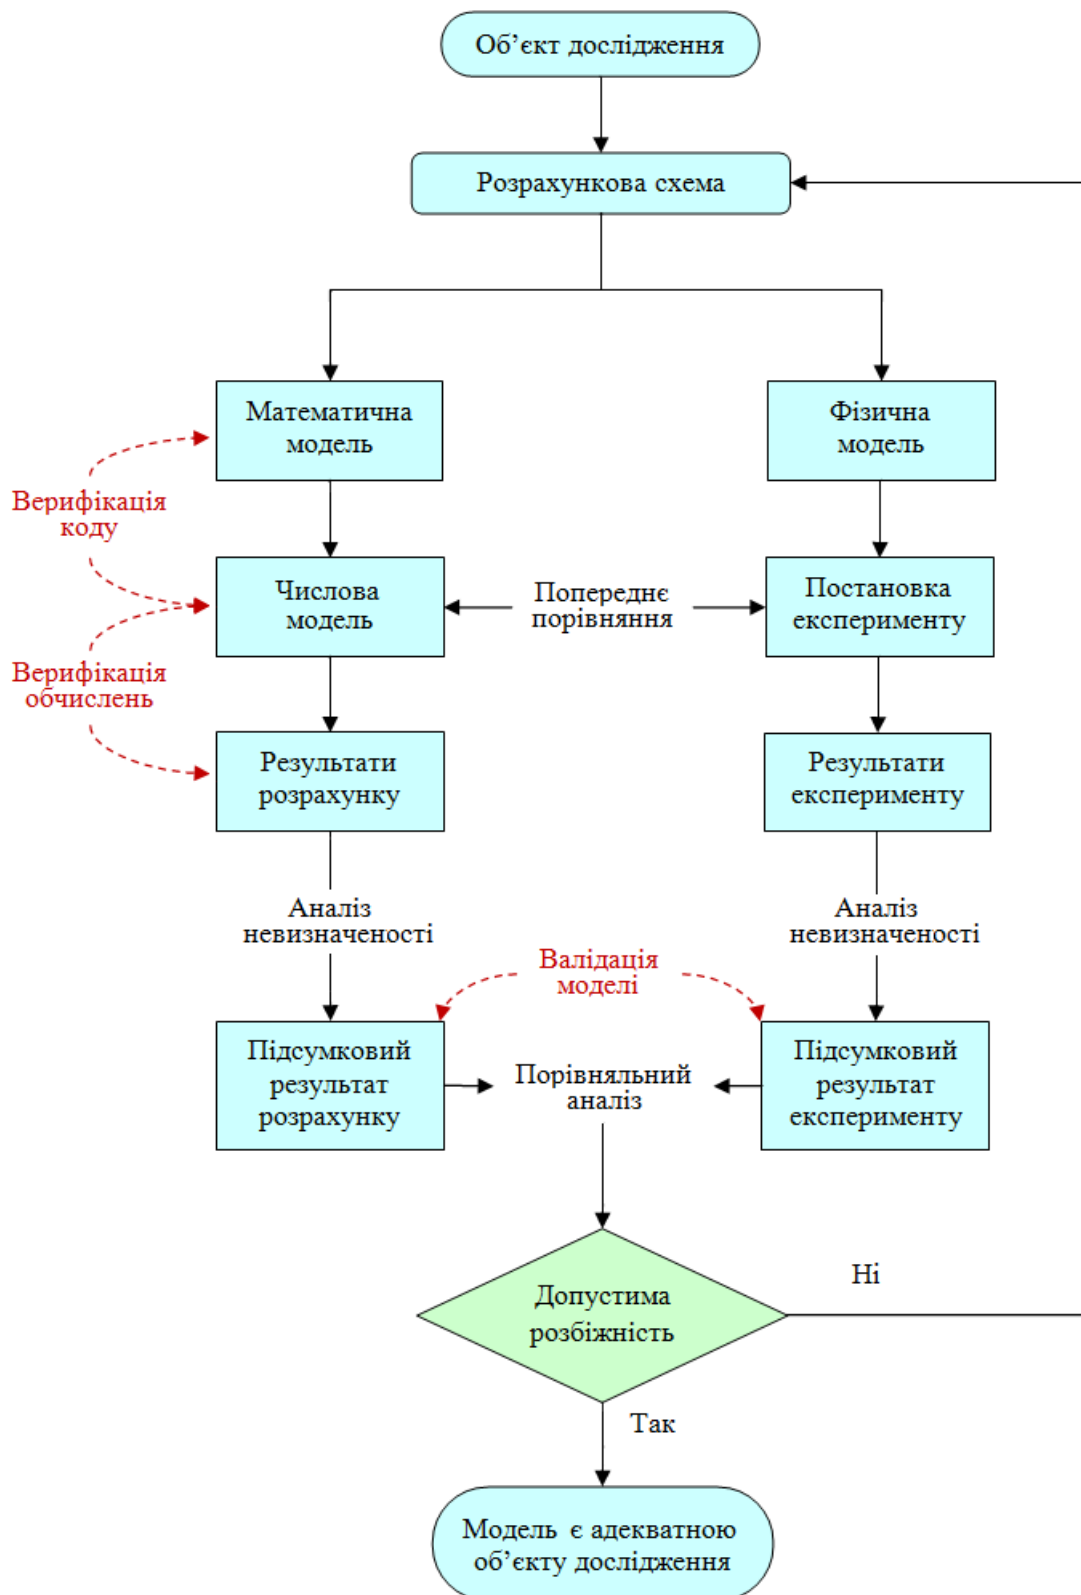 Об’єкт дослідження
Розрахункова схема
Математична
модель
Фізична
модель
Верифікація
коду
Числова
модель
Попереднє
порівняння
Постановка
експерименту
Верифікація
обчислень
Результати
розрахунку
Результати
експерименту
Аналіз
невизначеності
Аналіз
невизначеності
Валідація
моделі
Підсумковий
результат
розрахунку
Порівняльний
аналіз
Підсумковий
результат
експерименту
Допустима
розбіжність
Ні
Так
Модель є адекватною
об’єкту дослідження